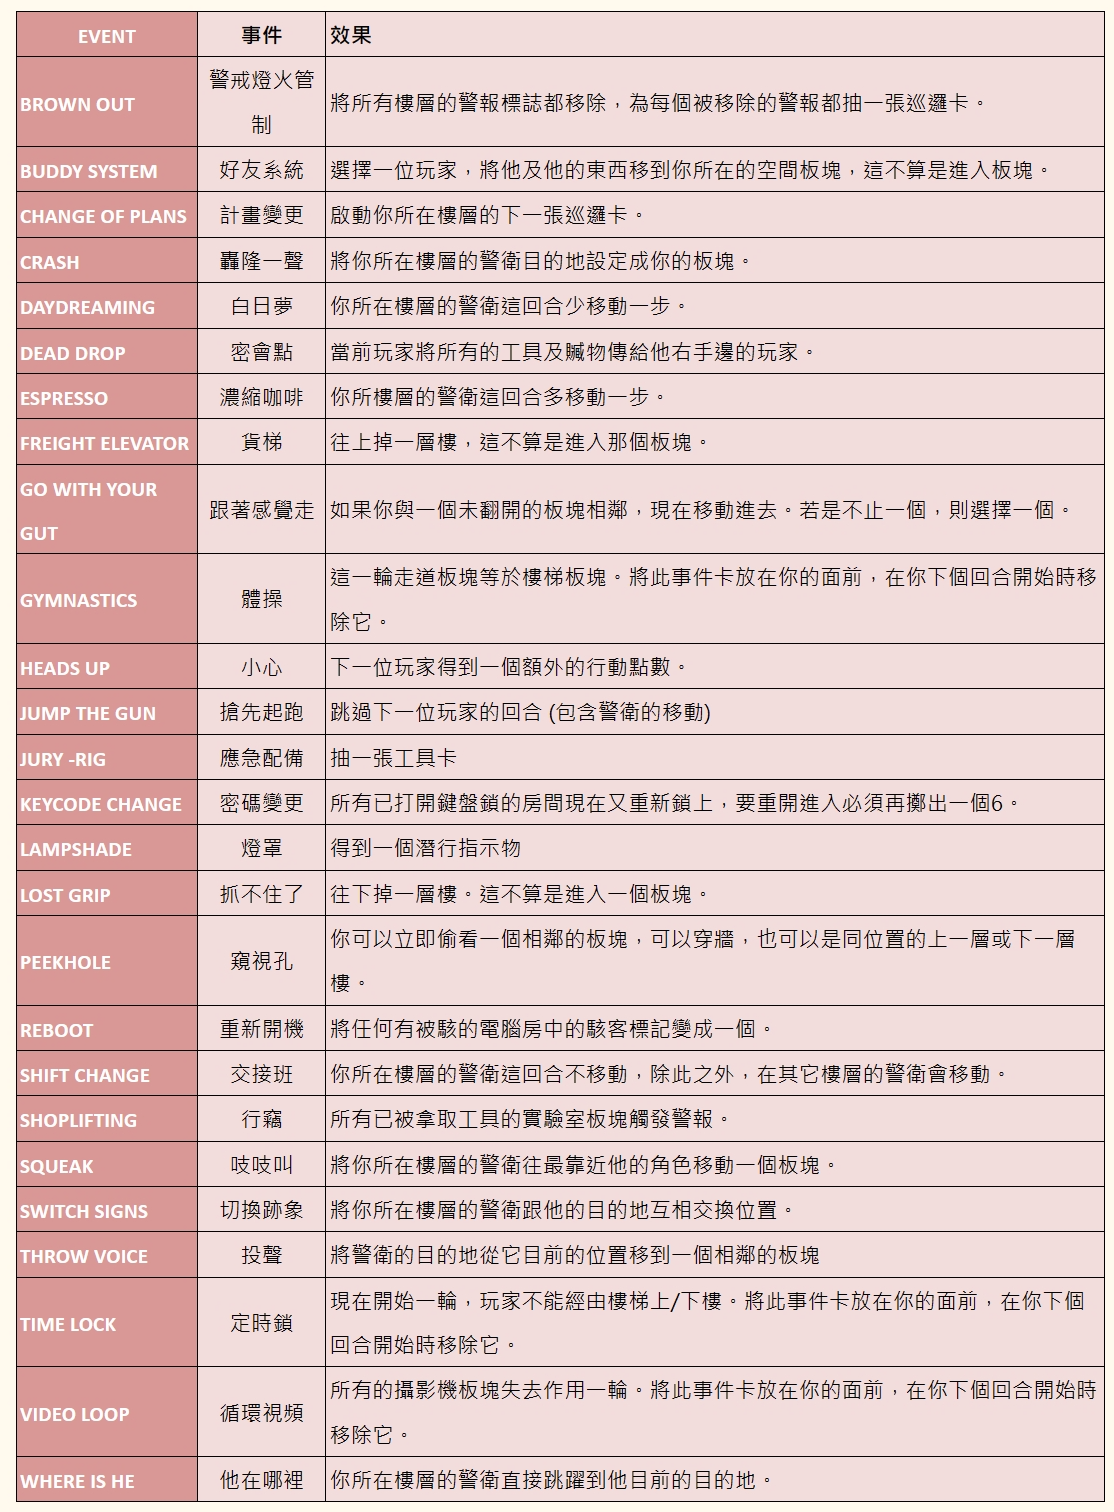 EVENT 事件 效果
BROWN OUT 警戒燈火管制 將所有樓層的警報標誌都移除，為每個被移除的警報都抽一張巡邏卡。
BUDDY SYSTEM 好友系統 選擇一位玩家，將他及他的東西移到你所在的空間板塊，這不算是進入板塊。
CHANGE OF PLANS 計畫變更 啟動你所在樓層的下一張巡邏卡。
CRASH 轟隆一聲 將你所在樓層的警衛目的地設定成你的板塊。
DAYDREAMING 白日夢 你所在樓層的警衛這回合少移動一步。
DEAD DROP 密會點 當前玩家將所有的工具及贓物傳給他右手邊的玩家。
ESPRESSO 濃縮咖啡 你所樓層的警衛這回合多移動一步。
FREIGHT ELEVATOR 貨梯 往上掉一層樓，這不算是進入那個板塊。
GO WITH YOUR GUT 跟著感覺走 如果你與一個未翻開的板塊相鄰，現在移動進去。若是不止一個，則選擇一個。
GYMNASTICS 體操 這一輪走道板塊等於樓梯板塊。將此事件卡放在你的面前，在你下個回合開始時移
除它。
HEADS UP 小心 下一位玩家得到一個額外的行動點數。
JUMP THE GUN 搶先起跑 跳過下一位玩家的回合 (包含警衛的移動)
JURY -RIG 應急配備 抽一張工具卡
KEYCODE CHANGE 密碼變更 所有已打開鍵盤鎖的房間現在又重新鎖上，要重開進入必須再擲出一個6。
LAMPSHADE 燈罩 得到一個潛行指示物
LOST GRIP 抓不住了 往下掉一層樓。這不算是進入一個板塊。
PEEKHOLE 窺視孔 你可以立即偷看一個相鄰的板塊，可以穿牆，也可以是同位置的上一層或下一層
樓。
REBOOT 重新開機 將任何有被駭的電腦房中的駭客標記變成一個。
SHIFT CHANGE 交接班 你所在樓層的警衛這回合不移動，除此之外，在其它樓層的警衛會移動。
SHOPLIFTING 行竊 所有已被拿取工具的實驗室板塊觸發警報。
SQUEAK 吱吱叫 將你所在樓層的警衛往最靠近他的角色移動一個板塊。
SWITCH SIGNS 切換跡象 將你所在樓層的警衛跟他的目的地互相交換位置。
THROW VOICE 投聲 將警衛的目的地從它目前的位置移到一個相鄰的板塊
TIME LOCK 定時鎖 現在開始一輪，玩家不能經由樓梯上/下樓。將此事件卡放在你的面前，在你下個
回合開始時移除它。
VIDEO LOOP 循環視頻 所有的攝影機板塊失去作用一輪。將此事件卡放在你的面前，在你下個回合開始時
移除它。
WHERE IS HE 他在哪裡 你所在樓層的警衛直接跳躍到他目前的目的地。